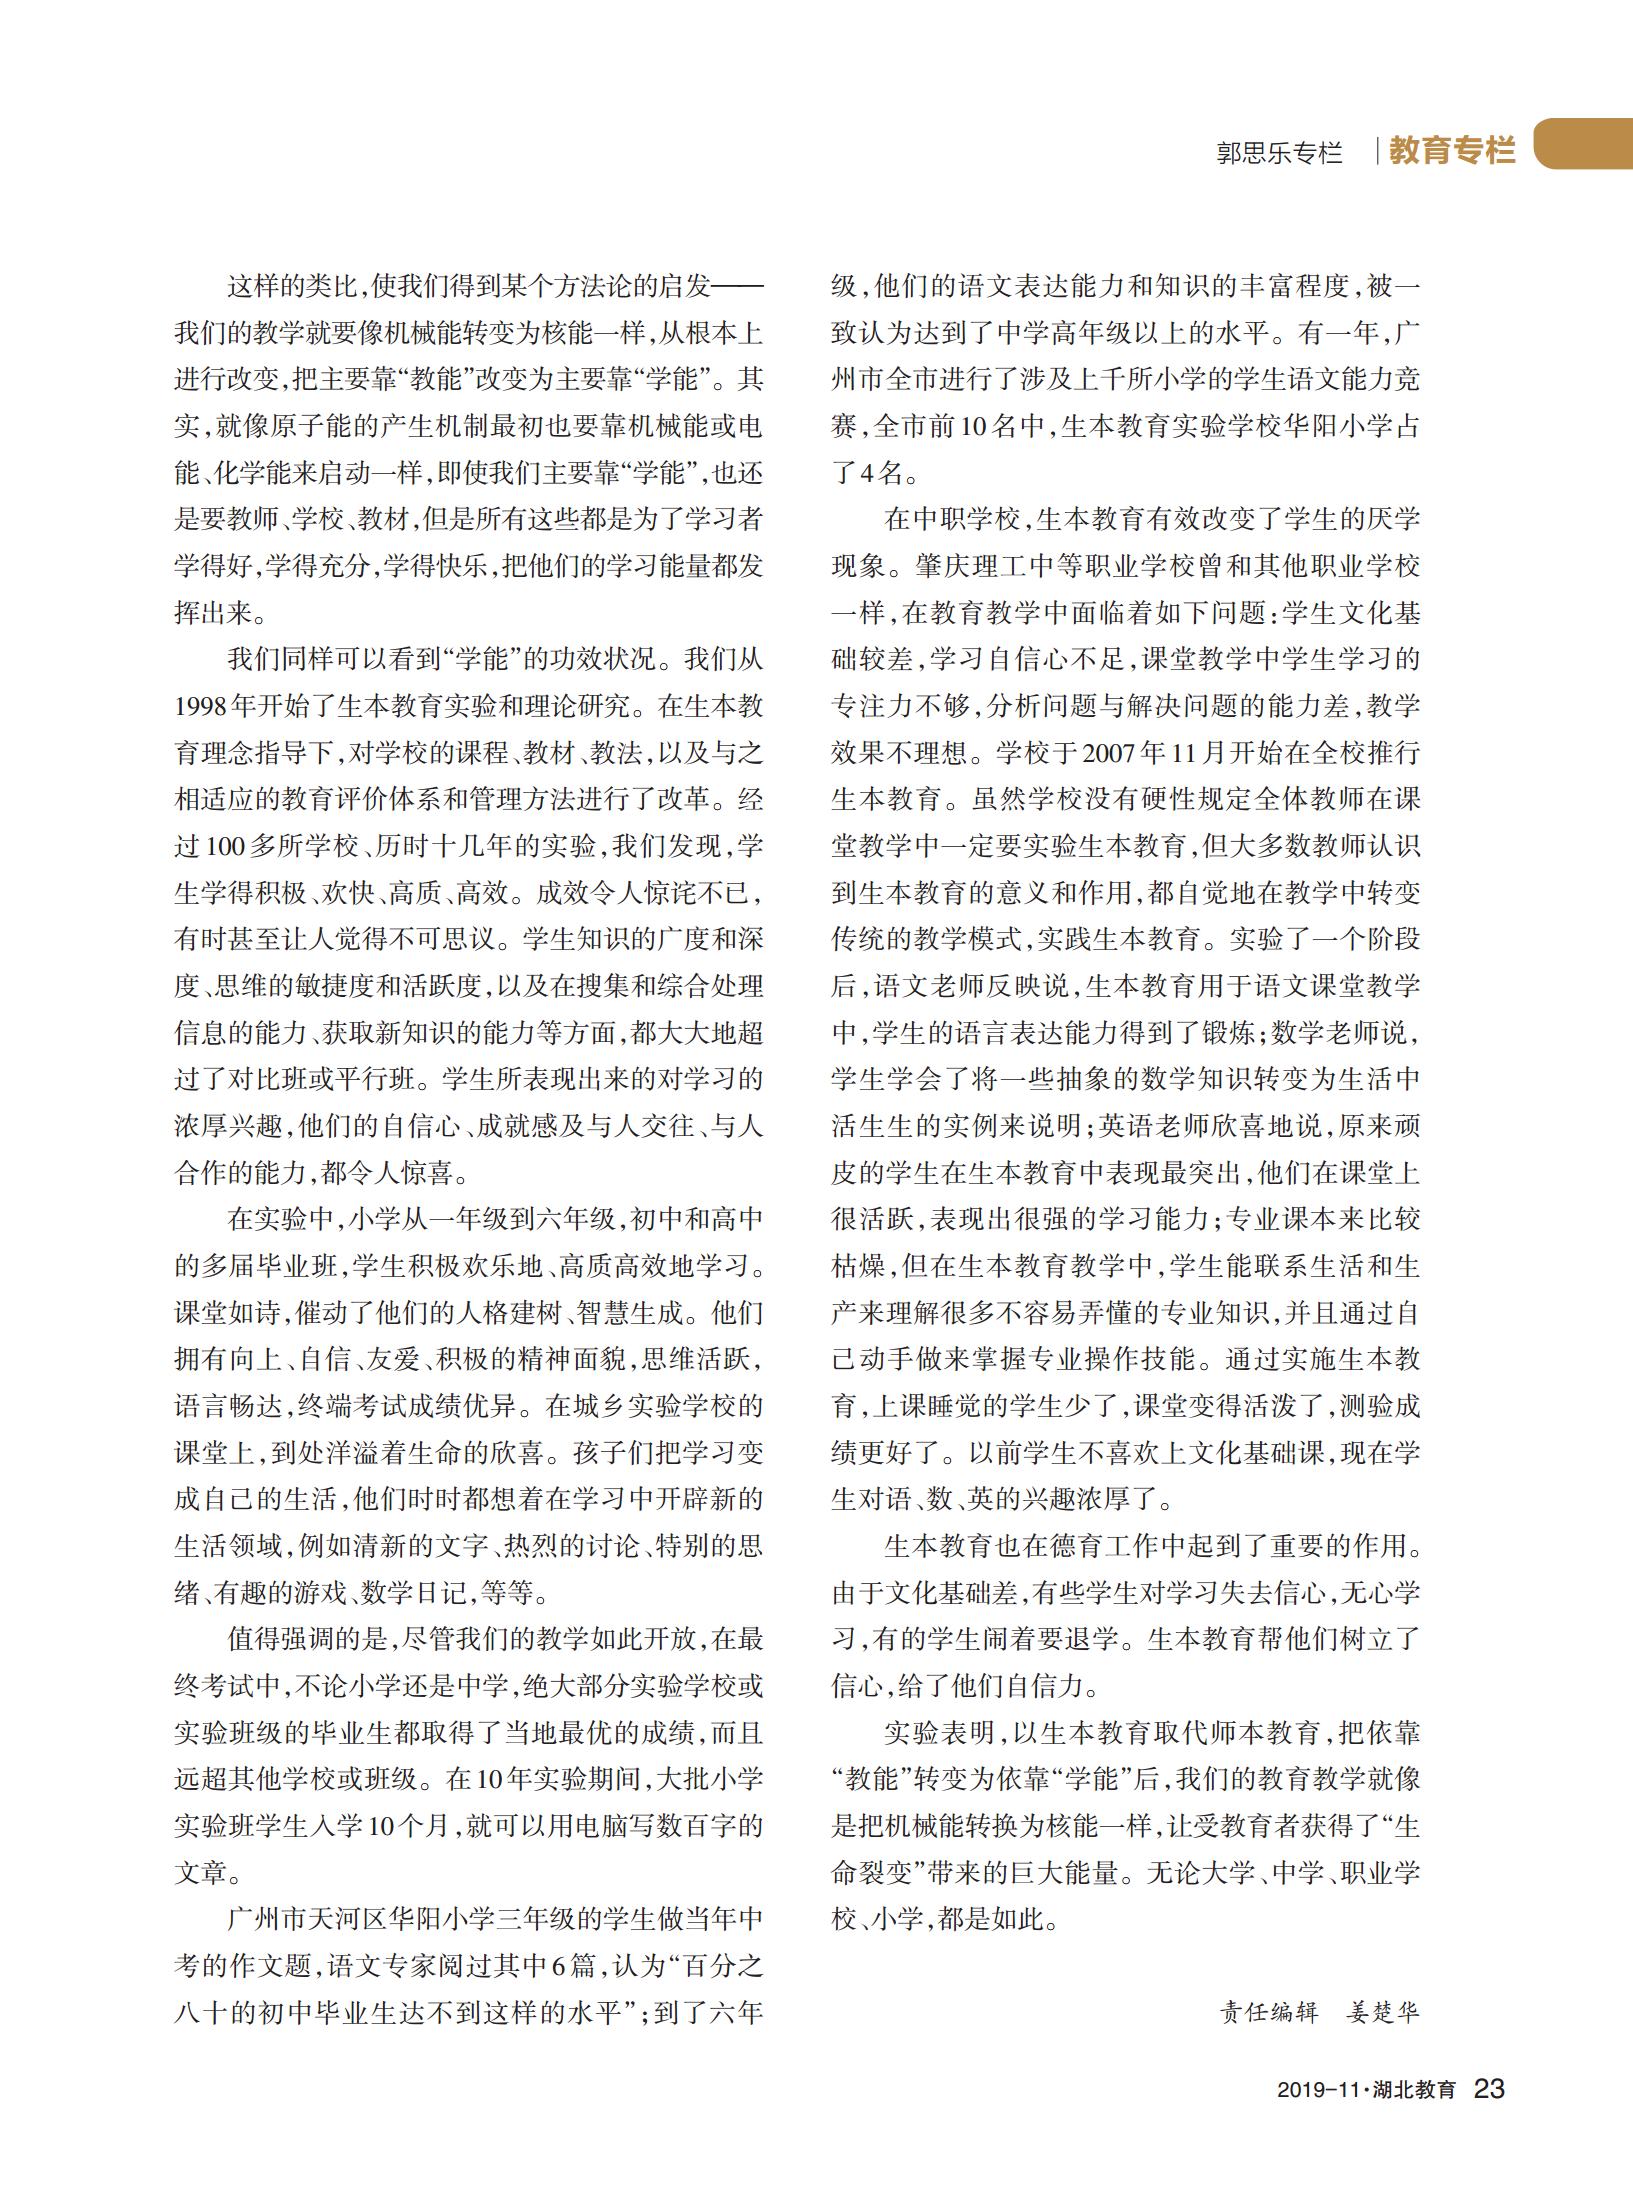 郭思乐专栏 | 教育专栏
这样的类比,使我们得到某个方法论的启发——
我们的教学就要像机械能转变为核能一样,从根本上
进行改变,把主要靠“教能”改变为主要靠“学能”。其
实,就像原子能的产生机制最初也要靠机械能或电
能、化学能来启动一样,即使我们主要靠“学能”,也还
是要教师、学校、教材,但是所有这些都是为了学习者
学得好,学得充分,学得快乐,把他们的学习能量都发
挥出来。
我们同样可以看到“学能”的功效状况。我们从
1998年开始了生本教育实验和理论研究。在生本教
育理念指导下,对学校的课程、教材、教法,以及与之
相适应的教育评价体系和管理方法进行了改革。经
过100多所学校、历时十几年的实验,我们发现,学
生学得积极、欢快、高质、高效。成效令人惊诧不已,
有时甚至让人觉得不可思议。学生知识的广度和深
度、思维的敏捷度和活跃度,以及在搜集和综合处理
信息的能力、获取新知识的能力等方面,都大大地超
过了对比班或平行班。学生所表现出来的对学习的
浓厚兴趣,他们的自信心、成就感及与人交往、与人
合作的能力,都令人惊喜。
在实验中,小学从一年级到六年级,初中和高中
的多届毕业班,学生积极欢乐地、高质高效地学习。
课堂如诗,催动了他们的人格建树、智慧生成。他们
拥有向上、自信、友爱、积极的精神面貌,思维活跃,
语言畅达,终端考试成绩优异。在城乡实验学校的
课堂上,到处洋溢着生命的欣喜。孩子们把学习变
成自己的生活,他们时时都想着在学习中开辟新的
生活领域,例如清新的文字、热烈的讨论、特别的思
绪、有趣的游戏、数学日记,等等。
值得强调的是,尽管我们的教学如此开放,在最
终考试中,不论小学还是中学,绝大部分实验学校或
实验班级的毕业生都取得了当地最优的成绩,而且
远超其他学校或班级。在10年实验期间,大批小学
实验班学生入学10个月,就可以用电脑写数百字的
文章。
广州市天河区华阳小学三年级的学生做当年中
考的作文题,语文专家阅过其中6篇,认为“百分之
八十的初中毕业生达不到这样的水平”;到了六年
级,他们的语文表达能力和知识的丰富程度,被一
致认为达到了中学高年级以上的水平。有一年,广
州市全市进行了涉及上千所小学的学生语文能力竞
赛,全市前10名中,生本教育实验学校华阳小学占
了4名。
在中职学校,生本教育有效改变了学生的厌学
现象。肇庆理工中等职业学校曾和其他职业学校
一样,在教育教学中面临着如下问题:学生文化基
础较差,学习自信心不足,课堂教学中学生学习的
专注力不够,分析问题与解决问题的能力差,教学
效果不理想。学校于2007年11月开始在全校推行
生本教育。虽然学校没有硬性规定全体教师在课
堂教学中一定要实验生本教育,但大多数教师认识
到生本教育的意义和作用,都自觉地在教学中转变
传统的教学模式,实践生本教育。实验了一个阶段
后,语文老师反映说,生本教育用于语文课堂教学
中,学生的语言表达能力得到了锻炼;数学老师说,
学生学会了将一些抽象的数学知识转变为生活中
活生生的实例来说明;英语老师欣喜地说,原来顽
皮的学生在生本教育中表现最突出,他们在课堂上
很活跃,表现出很强的学习能力;专业课本来比较
枯燥,但在生本教育教学中,学生能联系生活和生
产来理解很多不容易弄懂的专业知识,并且通过自
己动手做来掌握专业操作技能。通过实施生本教
育,上课睡觉的学生少了,课堂变得活泼了,测验成
绩更好了。以前学生不喜欢上文化基础课,现在学
生对语、数、英的兴趣浓厚了。
生本教育也在德育工作中起到了重要的作用。
由于文化基础差,有些学生对学习失去信心,无心学
习,有的学生闹着要退学。生本教育帮他们树立了
信心,给了他们自信力。
实验表明,以生本教育取代师本教育,把依靠
“教能”转变为依靠“学能”后,我们的教育教学就像
是把机械能转换为核能一样,让受教育者获得了“生
命裂变”带来的巨大能量。无论大学、中学、职业学
校、小学,都是如此。
责任编辑 姜楚华
2019-11·湖北教育 23